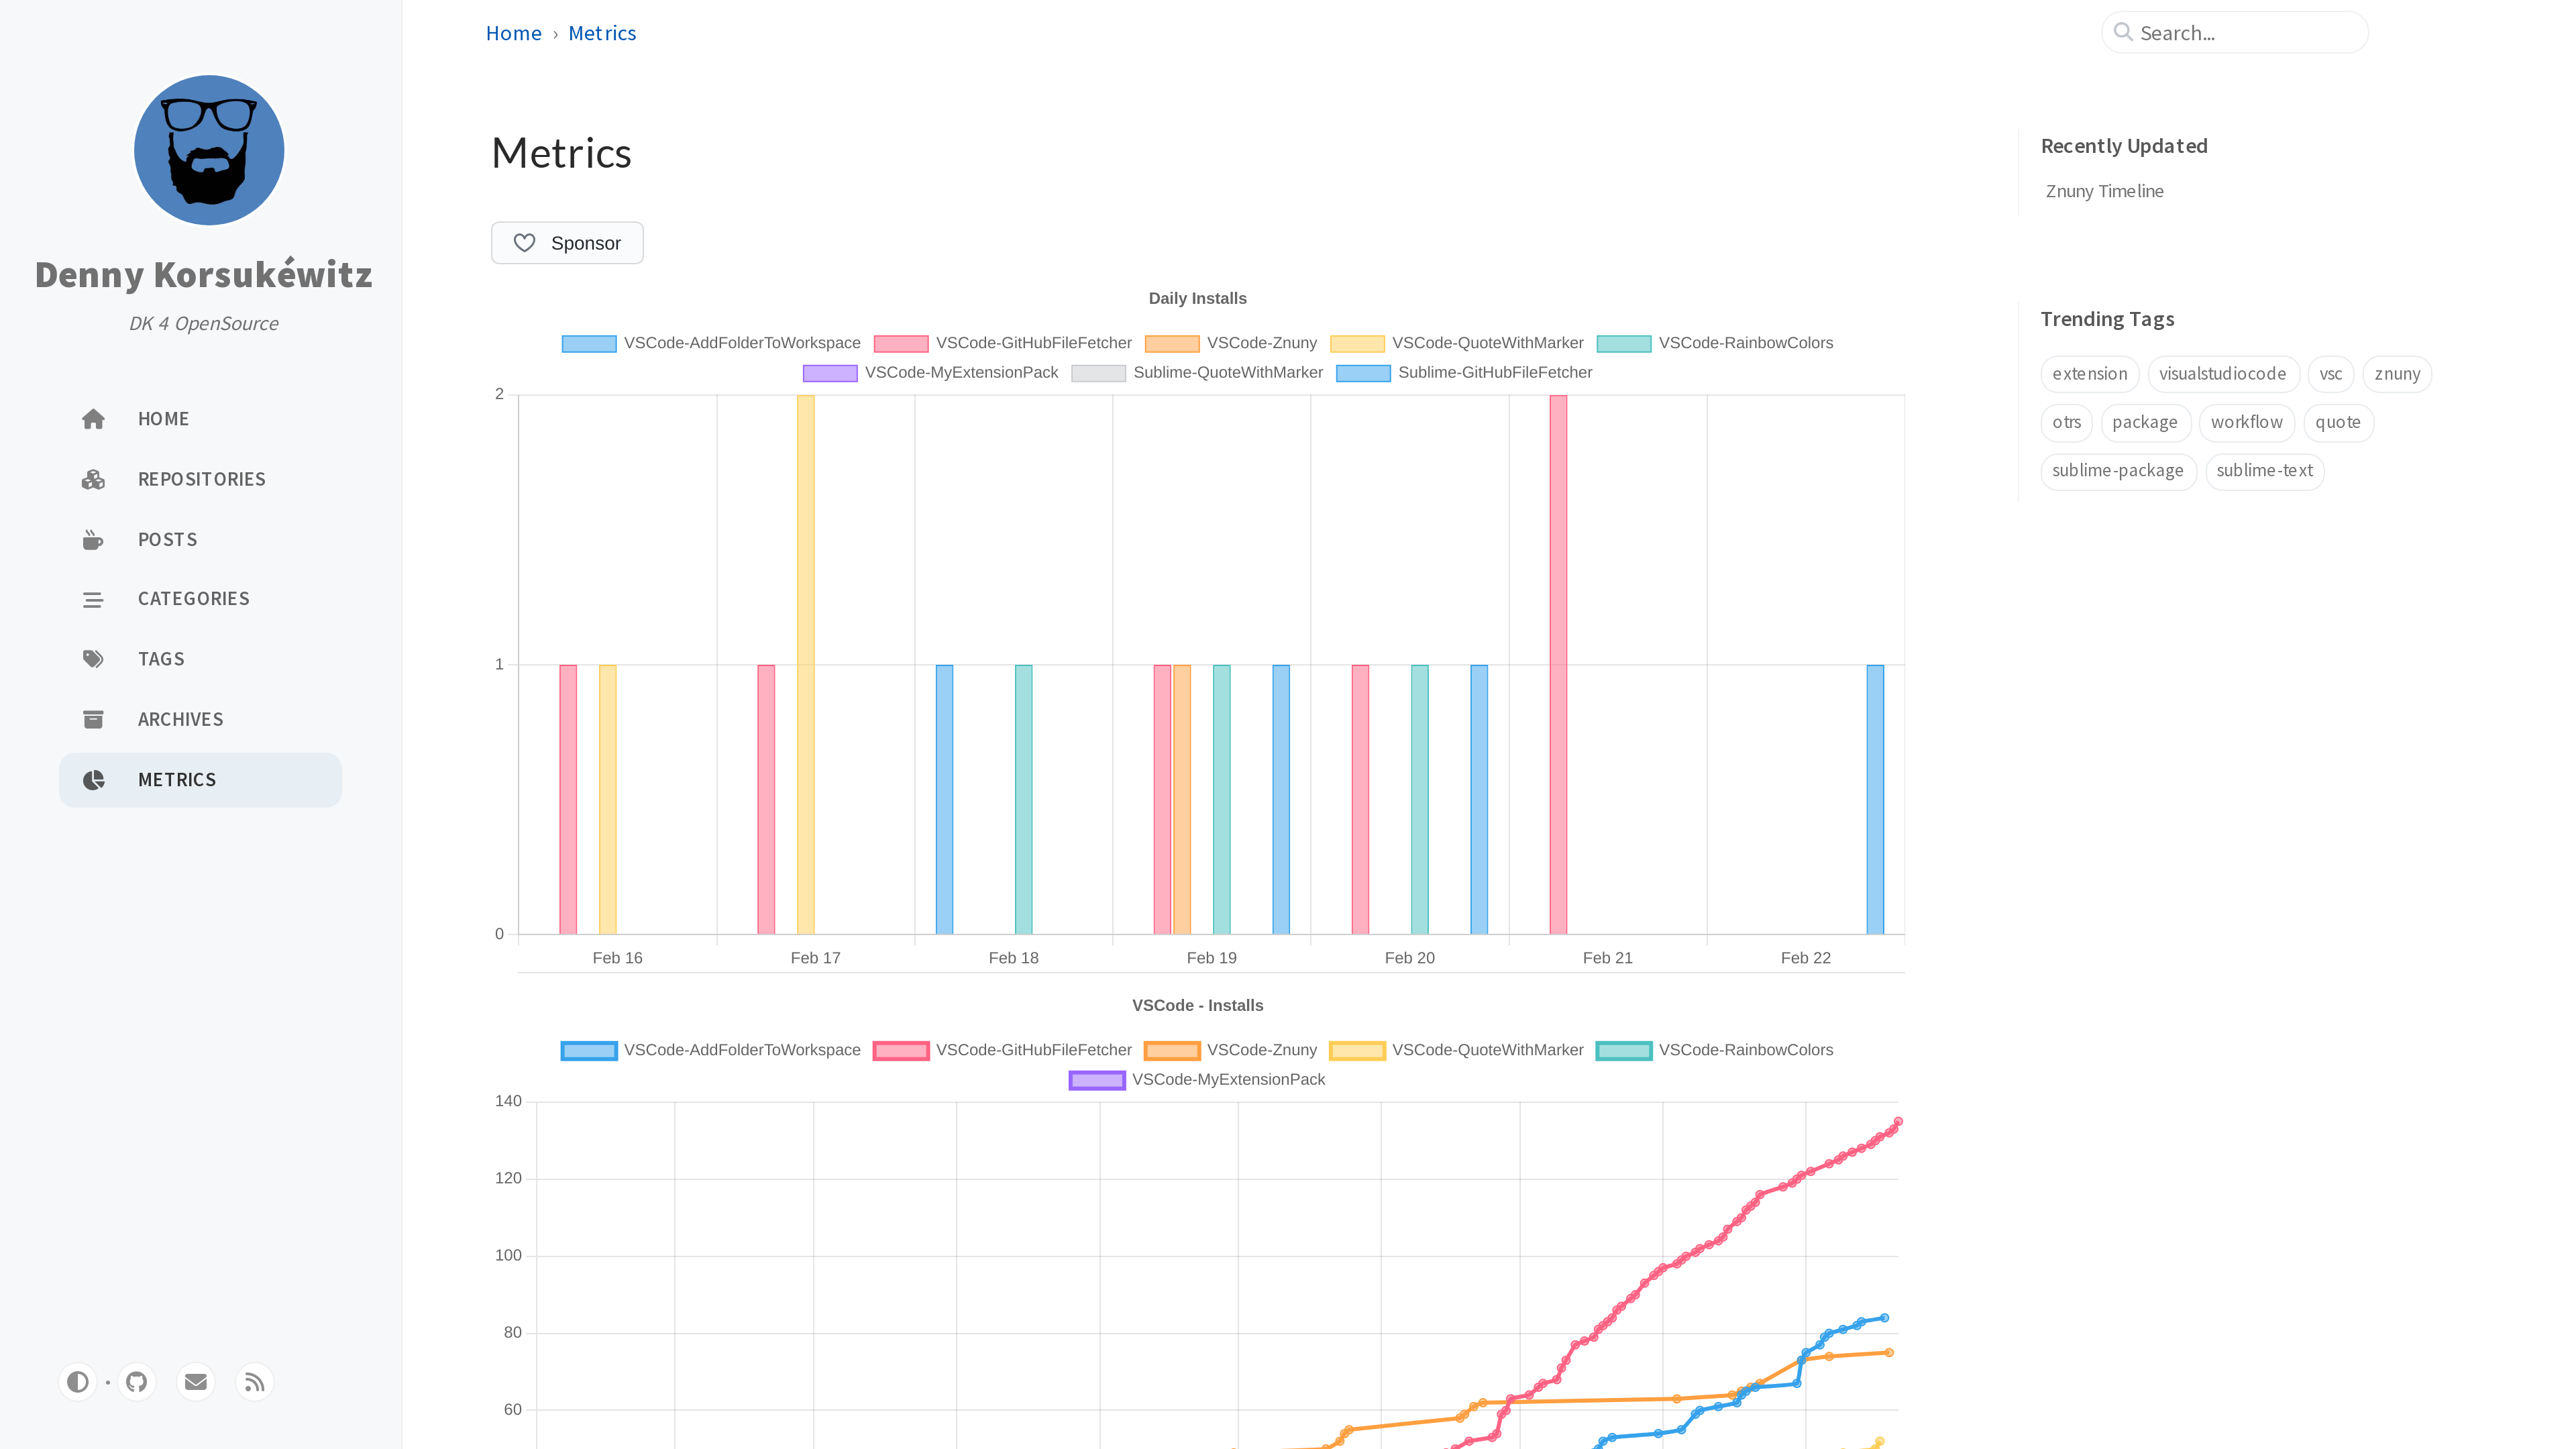 Denny Korsukéwitz
DK 4 OpenSource
HOME
REPOSITORIES
POSTS
CATEGORIES
TAGS
ARCHIVES
METRICS
Home › Metrics
Search...
Metrics
Sponsor
Daily Installs
VSCode-AddFolderToWorkspace VSCode-GitHubFileFetcher VSCode-Znuny VSCode-QuoteWithMarker VSCode-RainbowColors
VSCode-MyExtensionPack Sublime-QuoteWithMarker Sublime-GitHubFileFetcher
2
1
0
Feb 16 Feb 17 Feb 18 Feb 19 Feb 20 Feb 21 Feb 22
VSCode - Installs
VSCode-AddFolderToWorkspace VSCode-GitHubFileFetcher VSCode-Znuny VSCode-QuoteWithMarker VSCode-RainbowColors
VSCode-MyExtensionPack
140
120
100
80
60
Recently Updated
Znuny Timeline
Trending Tags
extension visualstudiocode vsc znuny
otrs package workflow quote
sublime-package sublime-text